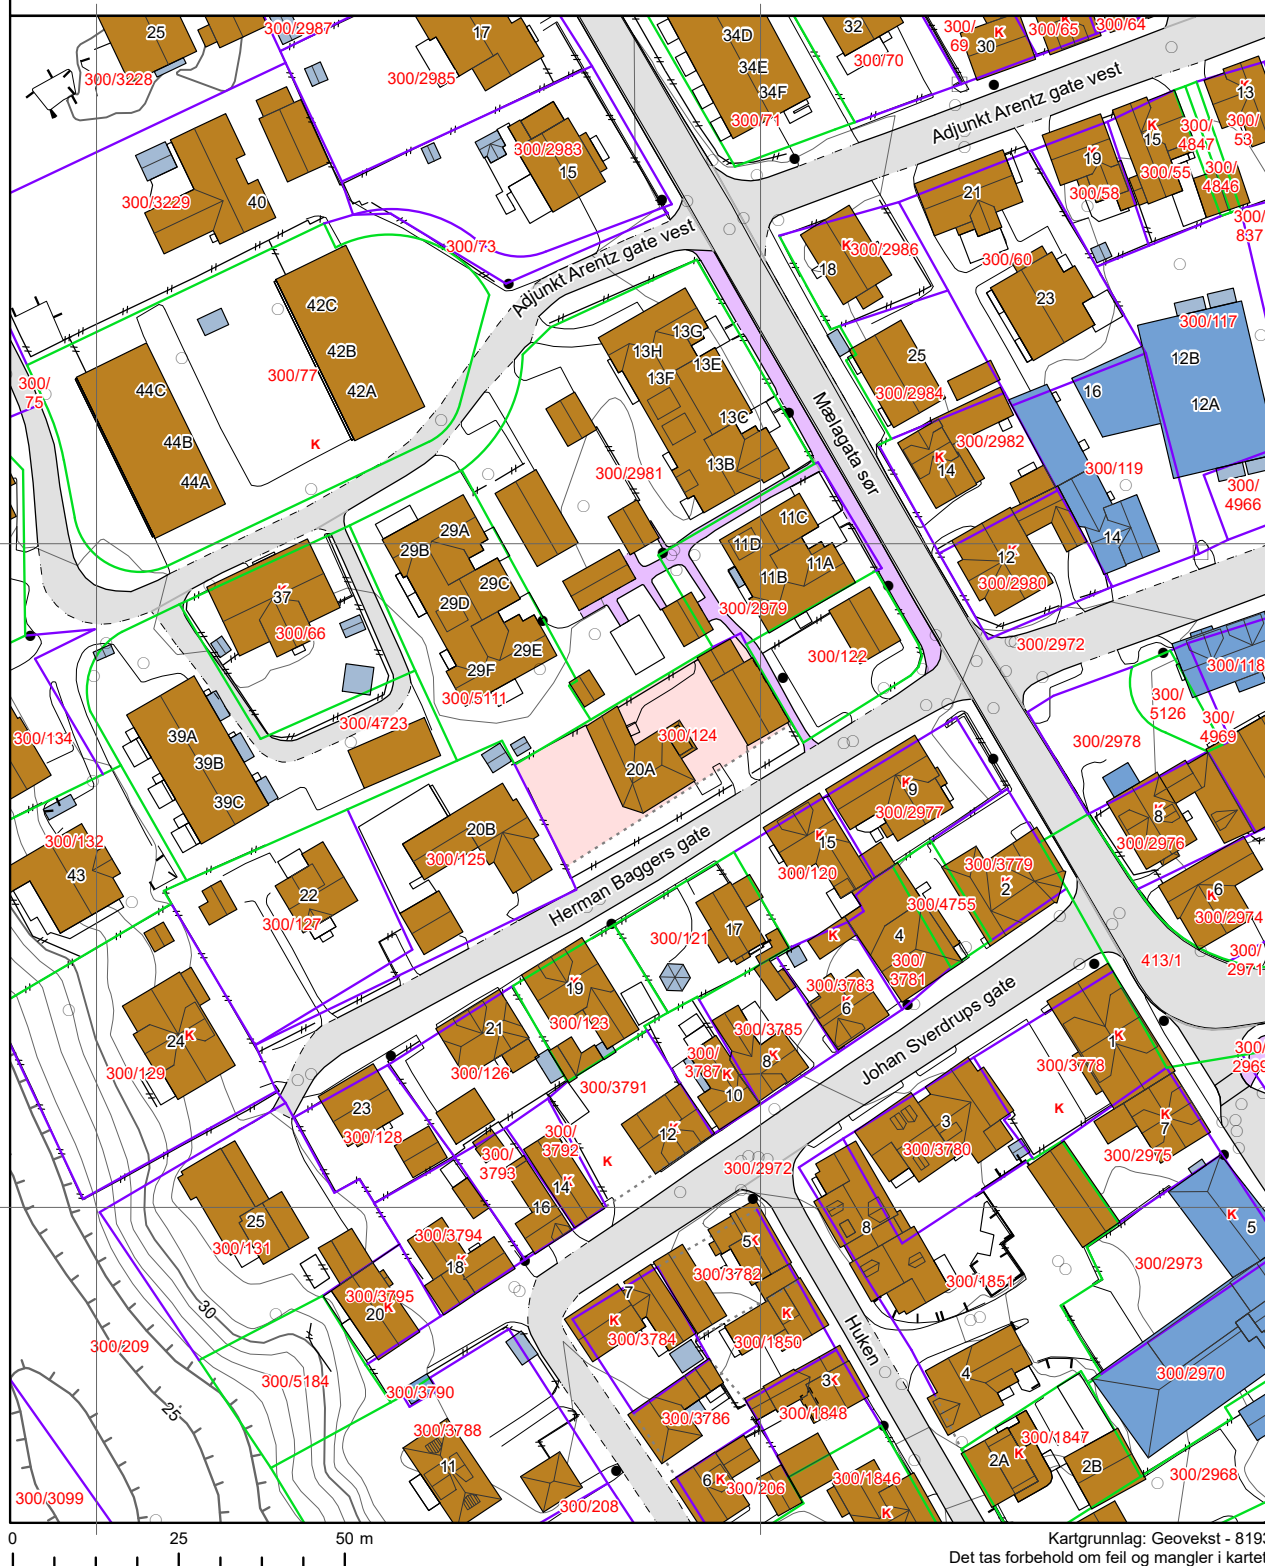 25
300/2987
17
34D
32
300/
69
30
K
300/65
300/64
300/3228
300/2985
34E
34F
300/70
Adjunkt Arentz gate vest
13
300/71
300/
53
300/2983
15
K
15
300/
4847
19
300/58
300/55
300/
4846
300/3229
40
21
300/
837
300/73
Adjunkt Arentz gate vest
K
300/2986
18
300/60
23
42C
13G
300/117
42B
13H
13E
25
12B
300/77
42A
13F
300/2984
16
12A
300/
75
44C
13C
Mælagata sør
300/2982
K
44B
K
13B
14
300/119
44A
300/2981
300/
4966
29A
11C
14
29B
11D
11A
12
K
300/2980
37
K
29C
11B
29D
300/2979
300/66
29E
300/122
300/2972
300/118
29F
300/5111
300/
5126
300/4723
300/
4969
300/134
39A
300/124
300/2978
39B
20A
39C
K
9
300/2977
K
8
300/132
20B
K
15
300/2976
43
300/125
Herman Baggers gate
300/120
300/3779
K
2
22
300/4755
K
6
300/127
300/2974
17
K
4
300/121
300/
3781
413/1
300/
2971
K
19
300/3783
K
6
24
K
21
300/123
300/3785
K
8
Johan Sverdrups gate
1
K
300/
2969
300/129
300/126
300/
3787
K
300/3791
10
300/3778
23
K
K
7
300/128
300/
3792
12
K
3
300/3780
300/2975
300/
3793
K
300/2972
14
K
25
16
8
K
5
300/131
300/3794
K
18
5
K
300/3782
300/2973
30
300/3795
K
20
7
K
300/3784
K
300/1850
300/1851
Huken
300/209
300/5184
3
K
4
300/2970
300/3790
25
300/3788
300/3786
300/1848
300/1847
K
2A
2B
11
6
K
300/206
300/1846
K
300/2968
300/3099
300/208
0
25
50 m
Kartgrunnlag: Geovekst - 8193
Det tas forbehold om feil og mangler i kartet